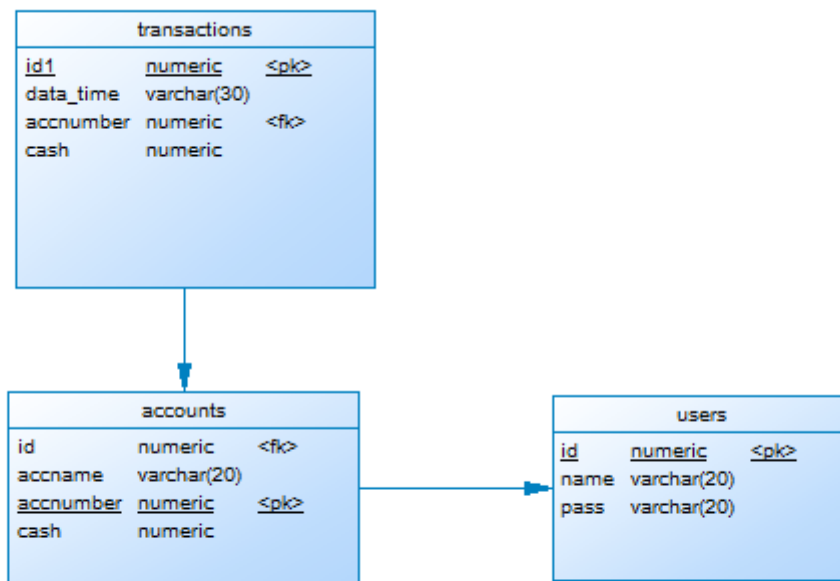 transactions
id1 numeric <pk>
data_time varchar(30)
accnumber numeric <fk>
cash numeric
accounts
id numeric <fk>
accname varchar(20)
accnumber numeric <pk>
cash numeric
users
id numeric <pk>
name varchar(20)
pass varchar(20)